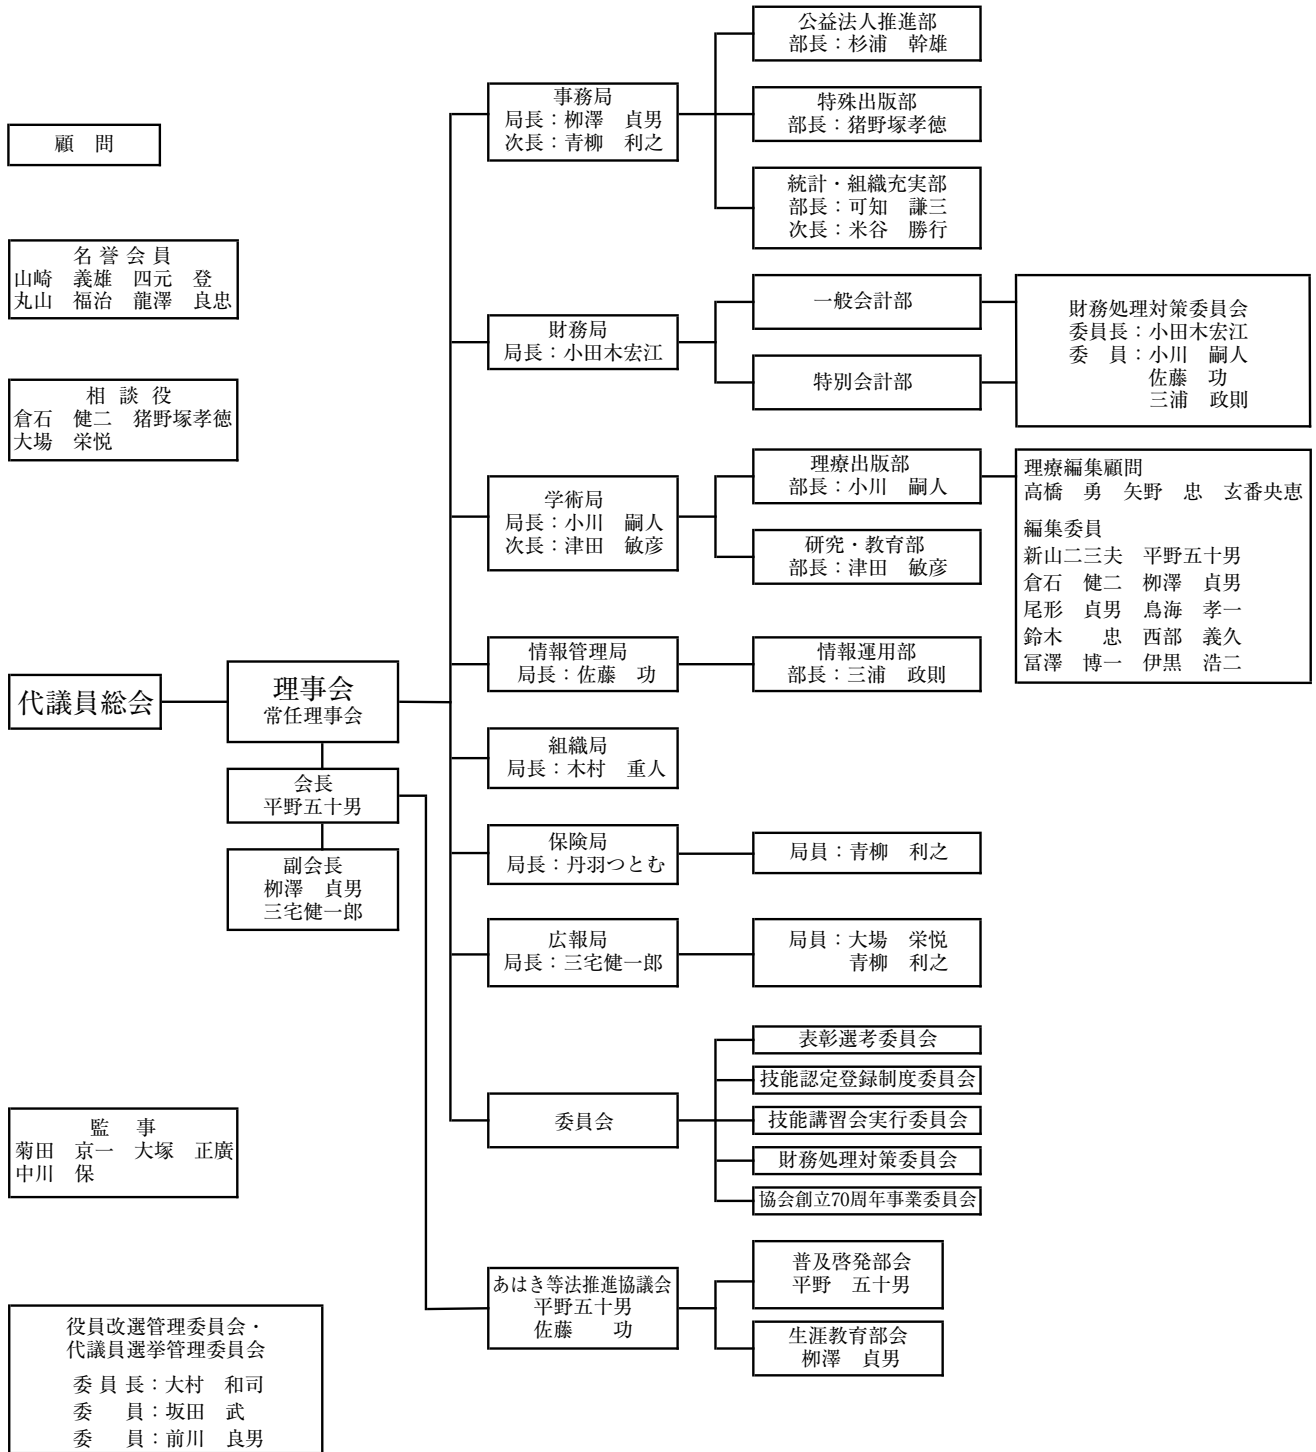 顧　問
名 誉 会 員
山崎　義雄　四元　登
丸山　福治　龍澤　良忠
相 談 役
倉石　健二　猪野塚孝徳
大場　栄悦
代議員総会
理事会
常任理事会
会長
平野五十男
副会長
栁澤　貞男
三宅健一郎
監　事
菊田　京一　大塚　正廣
中川　保
役員改選管理委員会・
代議員選挙管理委員会
委 員 長：大村　和司
委　　員：坂田　武
委　　員：前川　良男
事務局
局長：栁澤　貞男
次長：青柳　利之
公益法人推進部
部長：杉浦　幹雄
特殊出版部
部長：猪野塚孝徳
統計・組織充実部
部長：可知　謙三
次長：米谷　勝行
財務局
局長：小田木宏江
一般会計部
特別会計部
財務処理対策委員会
委員長：小田木宏江
委　員：小川　嗣人
佐藤　功
三浦　政則
学術局
局長：小川　嗣人
次長：津田　敏彦
理療出版部
部長：小川　嗣人
研究・教育部
部長：津田　敏彦
理療編集顧問
高橋　勇　矢野　忠　玄番央恵
編集委員
新山二三夫　平野五十男
倉石　健二　栁澤　貞男
尾形　貞男　鳥海　孝一
鈴木　　忠　西部　義久
冨澤　博一　伊黒　浩二
情報管理局
局長：佐藤　功
情報運用部
部長：三浦　政則
組織局
局長：木村　重人
保険局
局長：丹羽つとむ
局員：青柳　利之
広報局
局長：三宅健一郎
局員：大場　栄悦
青柳　利之
委員会
表彰選考委員会
技能認定登録制度委員会
技能講習会実行委員会
財務処理対策委員会
協会創立70周年事業委員会
あはき等法推進協議会
平野五十男
佐藤　　功
普及啓発部会
平野　五十男
生涯教育部会
栁澤　貞男